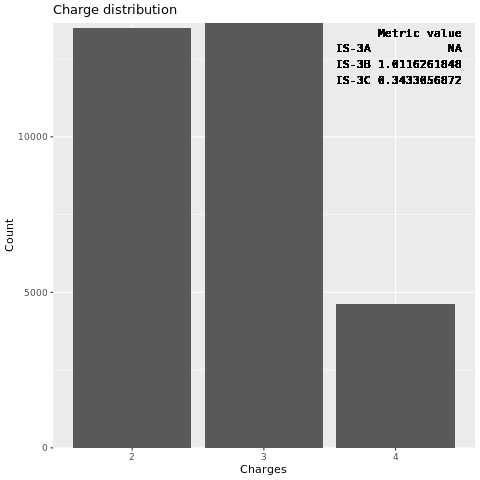 Charge distribution
Metric value
IS-3A NA
IS-3B 1.0116261848
IS-3C 0.3433056872
10000
5000
0
Count
2 3 4
Charges